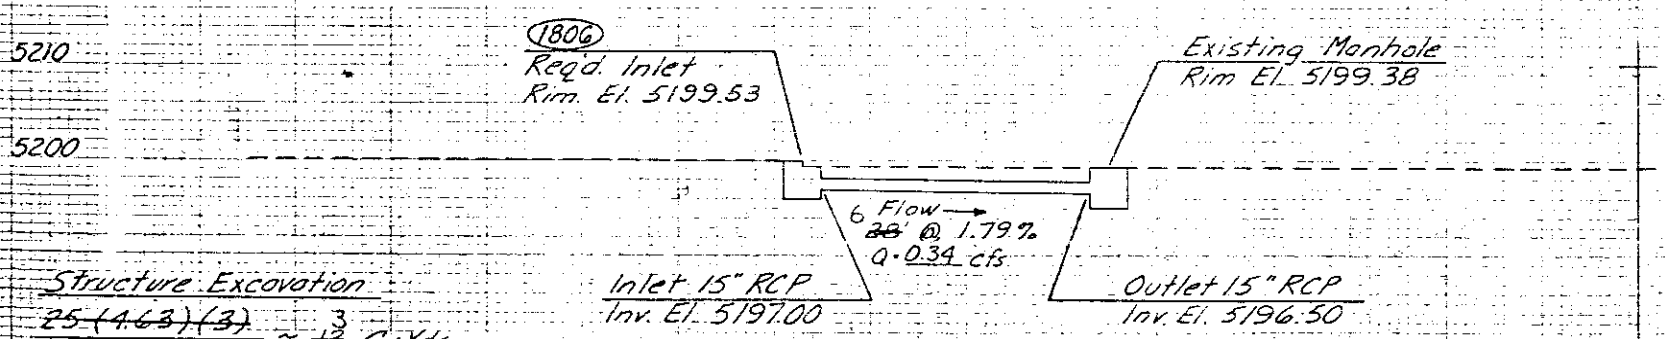 5210
5200
1806
Reqd. Inlet
Rim. El. 5199.53
Existing Manhole
Rim El. 5199.38
6 Flow
28' @ 1.79%
Q=0.34 cfs
Inlet 15" RCP
Inv. El. 5197.00
Outlet 15" RCP
Inv. El. 5196.50
Structure Excavation
25 (4.63) (3) 3